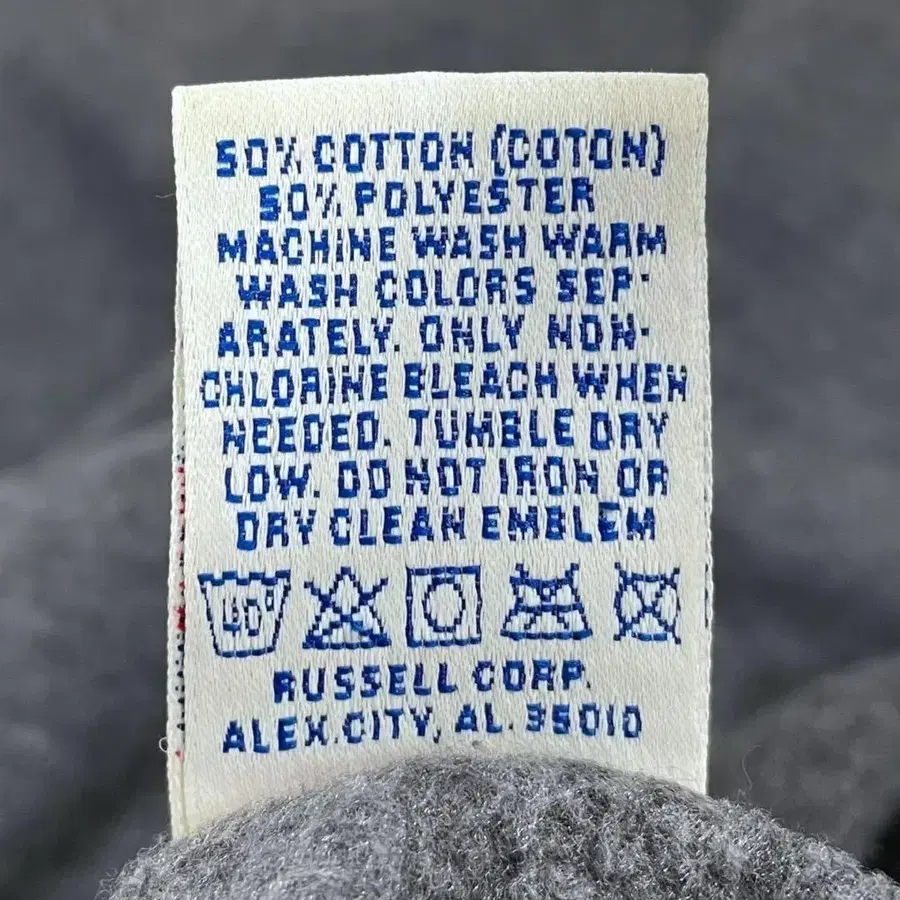 50% COTTON (COTON)
50% POLYESTER
MACHINE WASH WARM
WASH COLORS SEP-
ARATELY. ONLY NON-
CHLORINE BLEACH WHEN
NEEDED. TUMBLE DRY
LOW. DO NOT IRON OR
DRY CLEAN EMBLEM
40°
RUSSELL CORP.
ALEX.CITY, AL. 35010